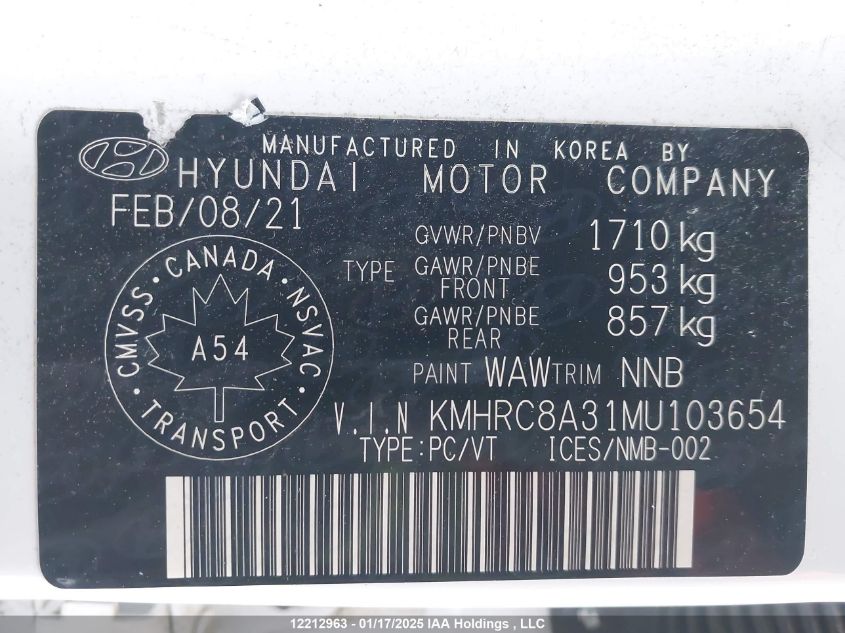 MANUFACTURED IN KOREA BY
HYUNDAI MOTOR COMPANY
FEB/08/21
GVWR/PNBV 1710 kg
TYPE GAWR/PNBE FRONT 953 kg
GAWR/PNBE REAR 857 kg
PAINT WAW TRIM NNB
CMVSS · CANADA · NSVAC · TRANSPORT ·
A54
V.I.N KMHRC8A31MU103654
TYPE:PC/VT ICES/NMB-002
12212963 - 01/17/2025 IAA Holdings , LLC